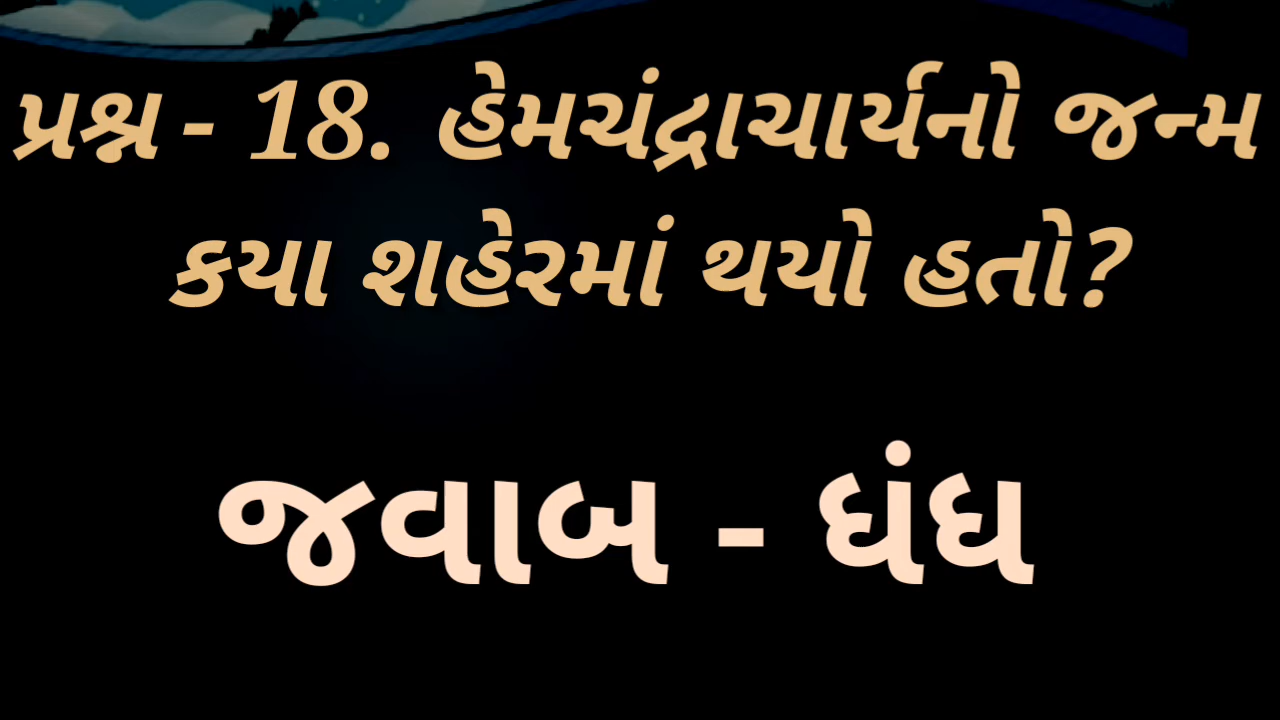 પ્રશ્ન - 18. હેમચંદ્રાચાર્યનો જન્મ
કયા શહેરમાં થયો હતો?
જવાબ - ધંધ